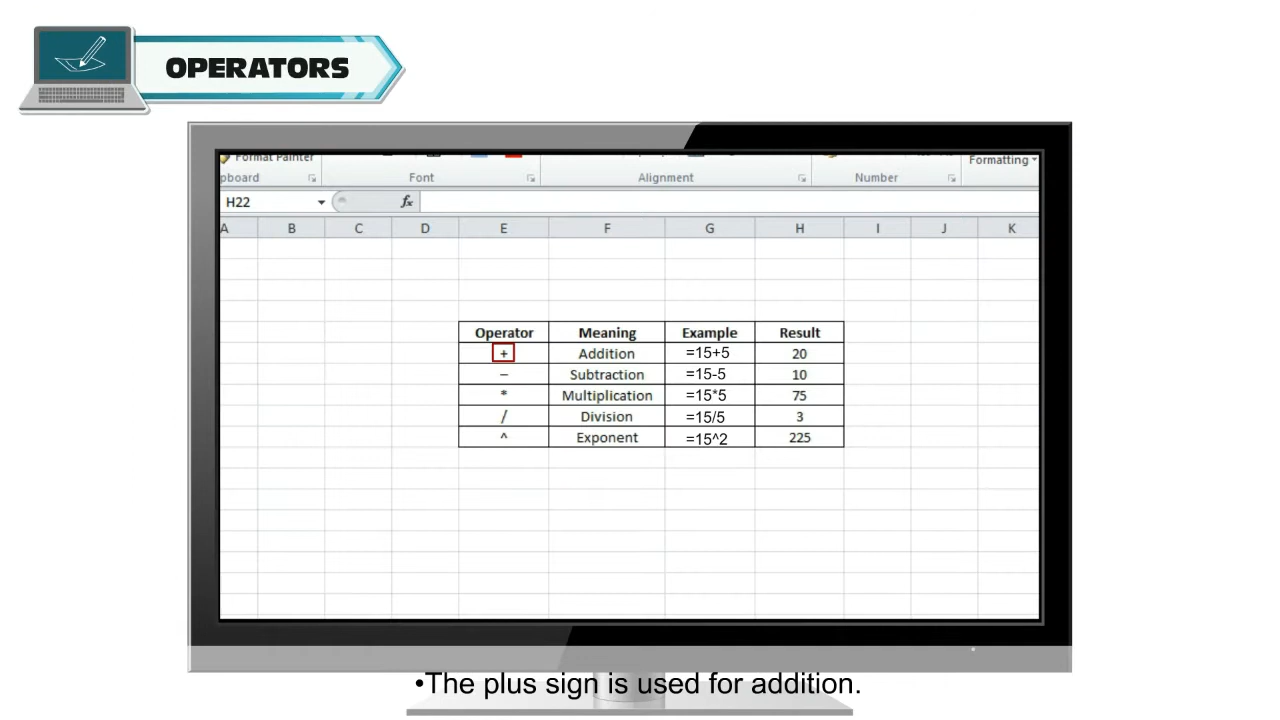 OPERATORS
Format Painter
Formatting
pboard Font Alignment Number
H22 fx
A B C D E F G H I J K
Operator Meaning Example Result
+ Addition =15+5 20
– Subtraction =15-5 10
* Multiplication =15*5 75
/ Division =15/5 3
^ Exponent =15^2 225
•The plus sign is used for addition.